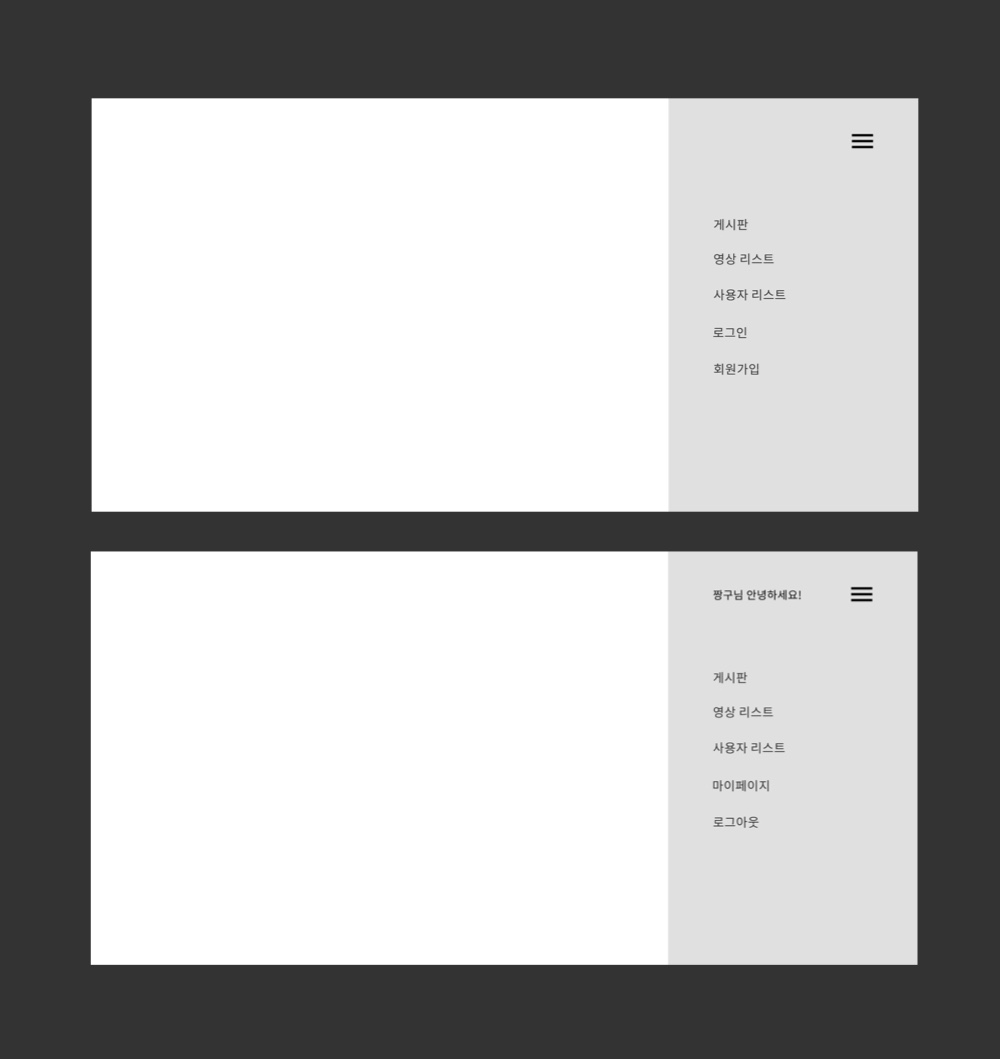 게시판
영상 리스트
사용자 리스트
로그인
회원가입
짱구님 안녕하세요!
게시판
영상 리스트
사용자 리스트
마이페이지
로그아웃